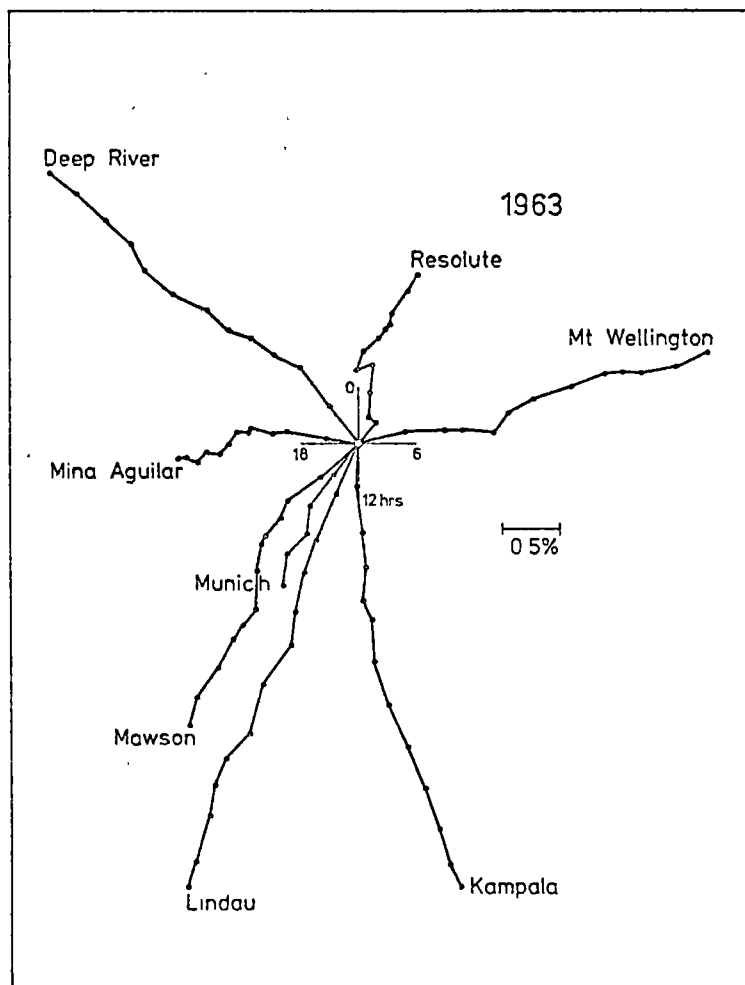 Deep River
1963
Resolute
Mt Wellington
0
18
6
Mina Aguilar
12 hrs
0 5%
Munich
Mawson
Lindau
Kampala